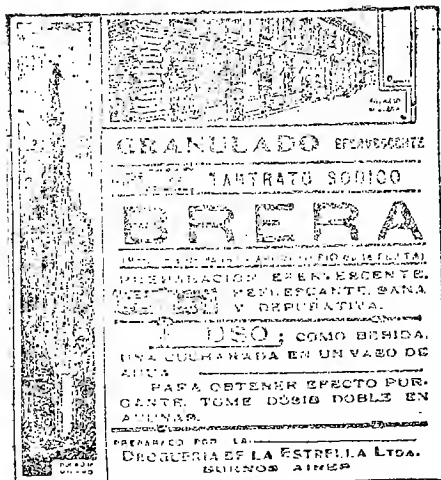 GRANULADO EFERVESCENTE
TARTRATO SODICO
BRERA
PREPARACION EFERVERCENTE,
REFRESCANTE, SANA
Y DEPURATIVA.
USO: COMO BEBIDA,
UNA CUCHARADA EN UN VASO DE
AGUA
PARA OBTENER EFECTO PUR-
GANTE, TOME DOSIS DOBLE EN
AYUNAS.
PREPARADO POR LA
DROGUERIA DE LA ESTRELLA LTDA.
BUENOS AIRES